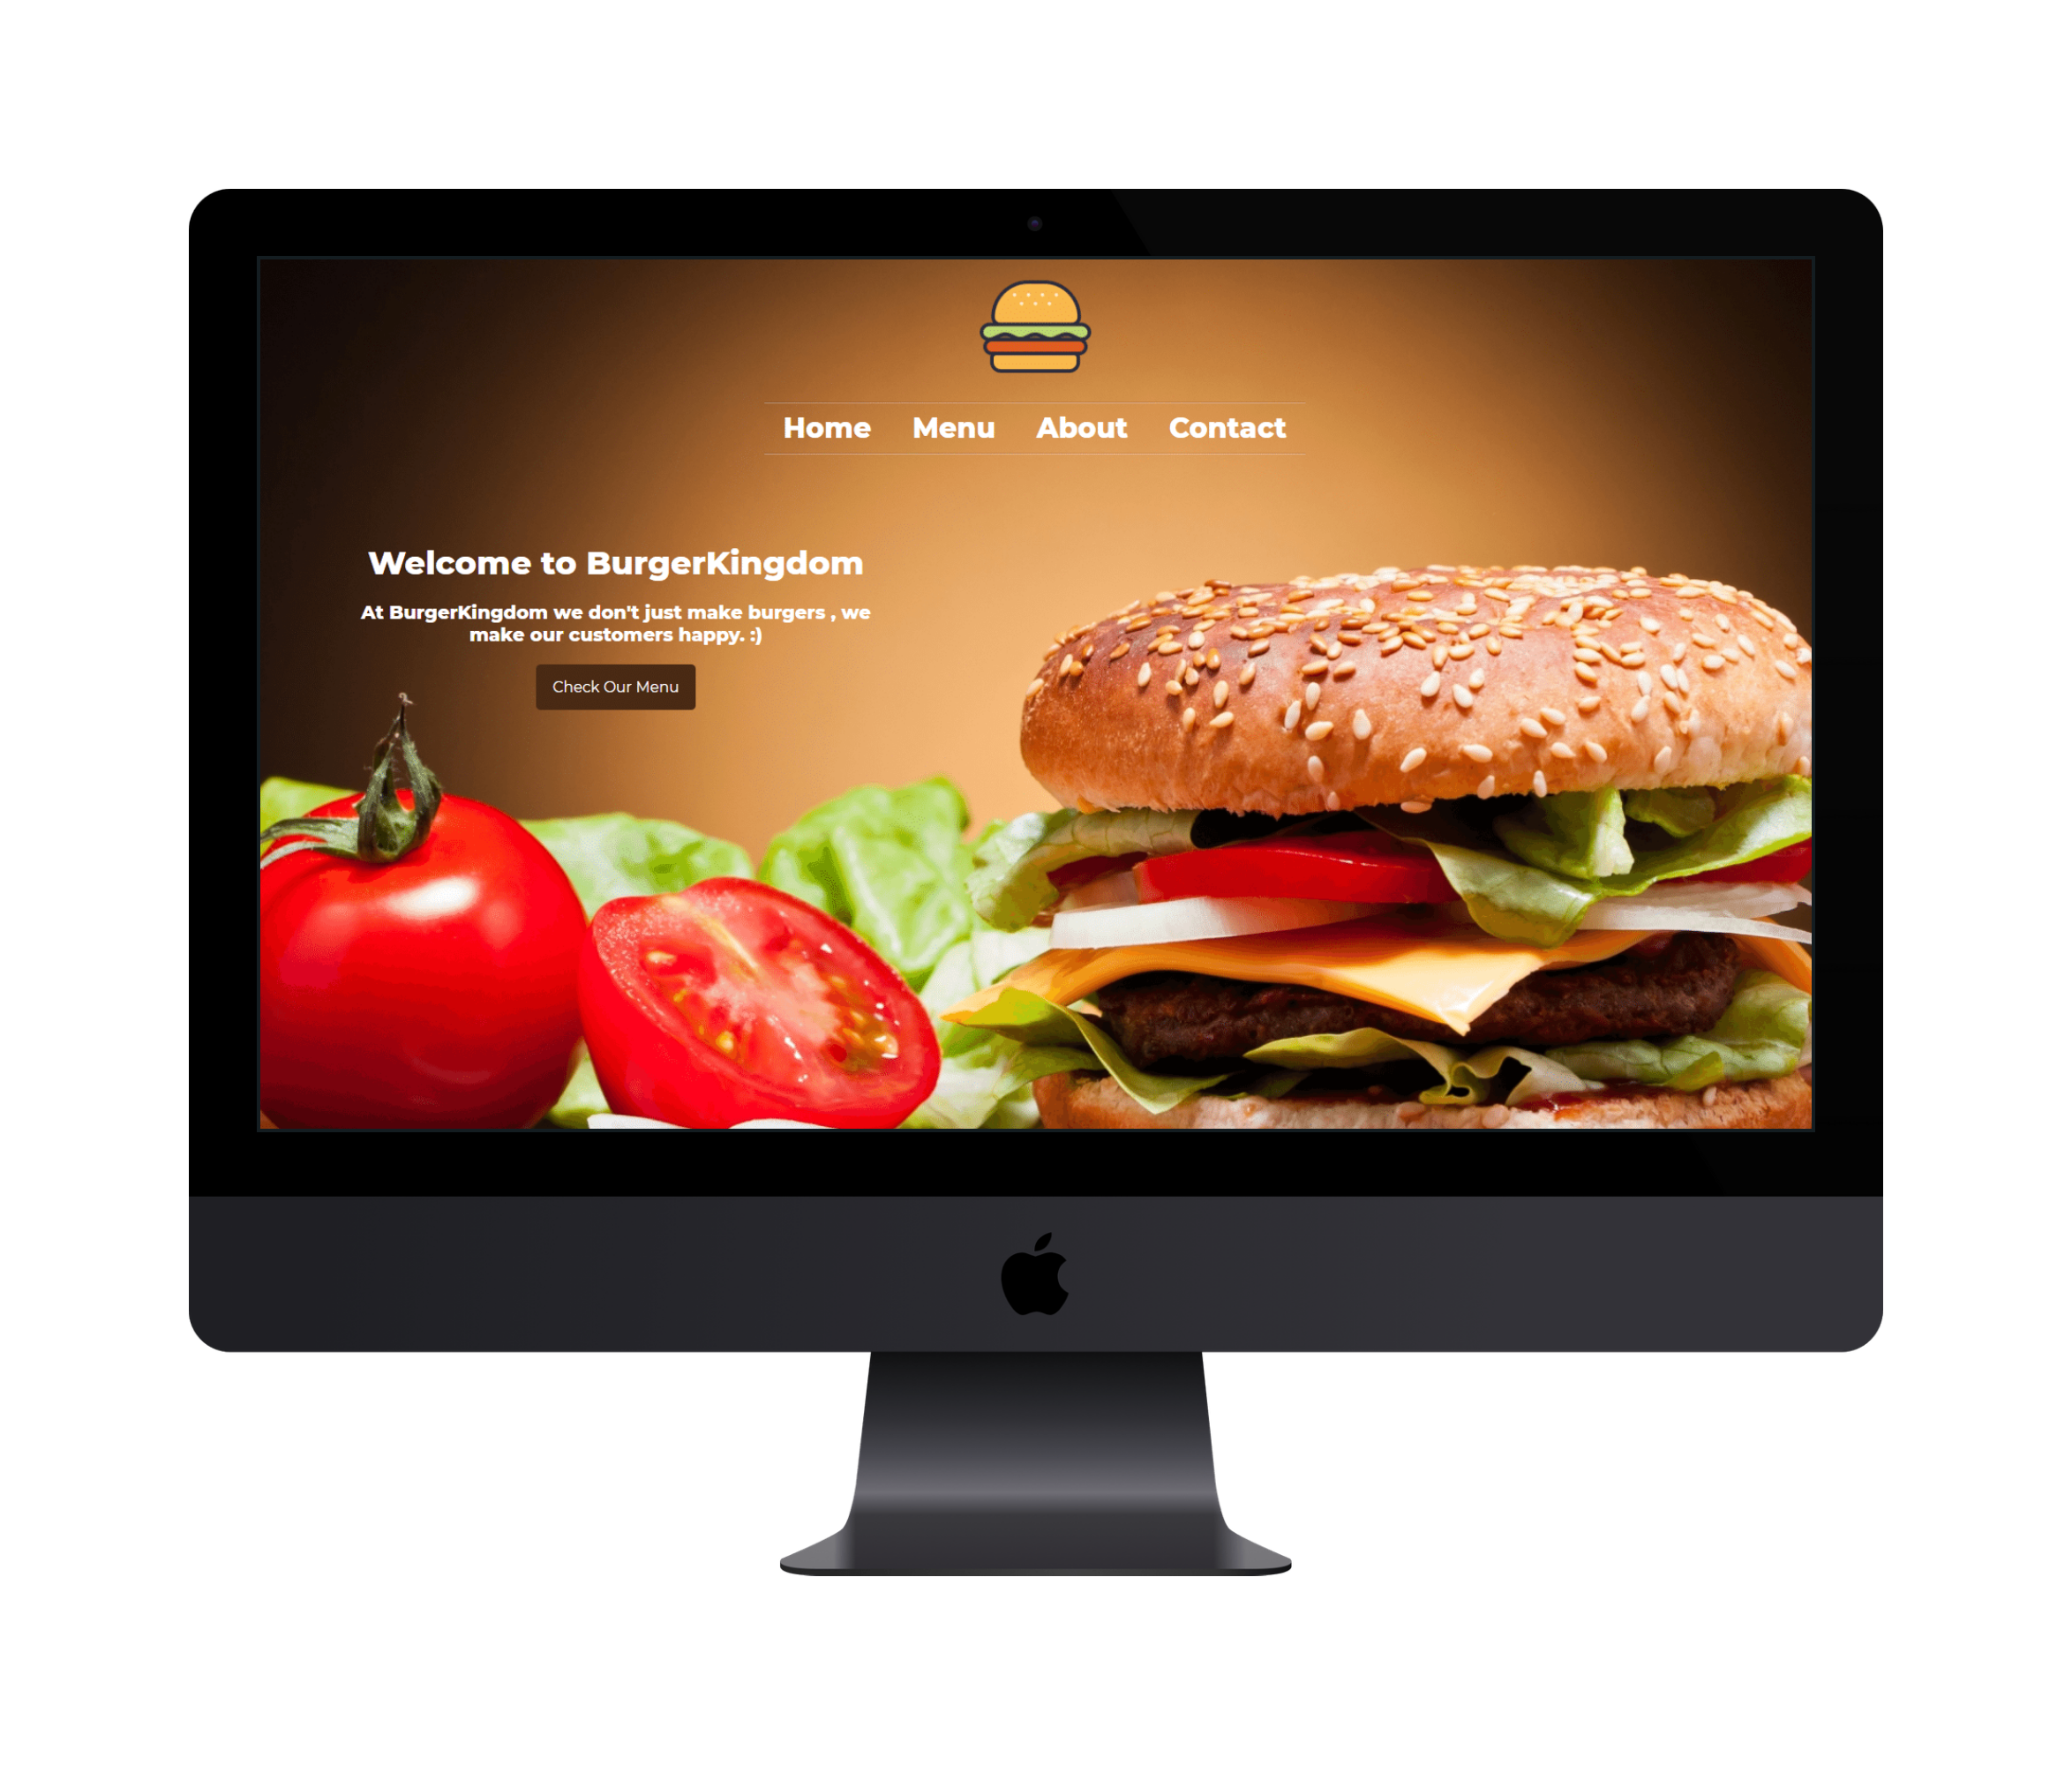 Home Menu About Contact
Welcome to BurgerKingdom
At BurgerKingdom we don't just make burgers , we
make our customers happy. :)
Check Our Menu